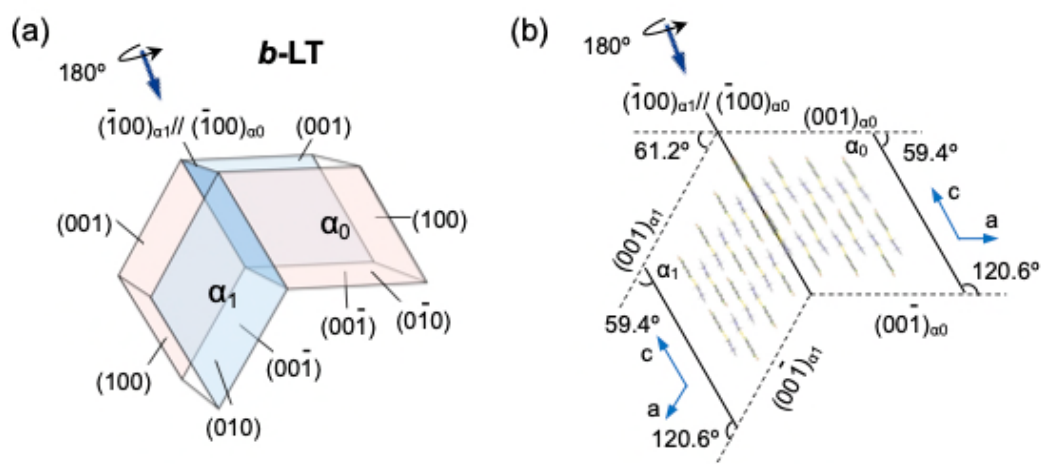 (a)
b-LT
180º
(1̄00)α1// (1̄00)α0
(001)
(001)
(100)
α0
α1
(001̄)
(01̄0)
(100)
(001̄)
(010)
(b)
180º
(1̄00)α1// (1̄00)α0
(001)α0
61.2º
α0
59.4º
c
a
(001)α1
α1
120.6º
(001̄)α0
59.4º
c
(001̄)α1
a
120.6º